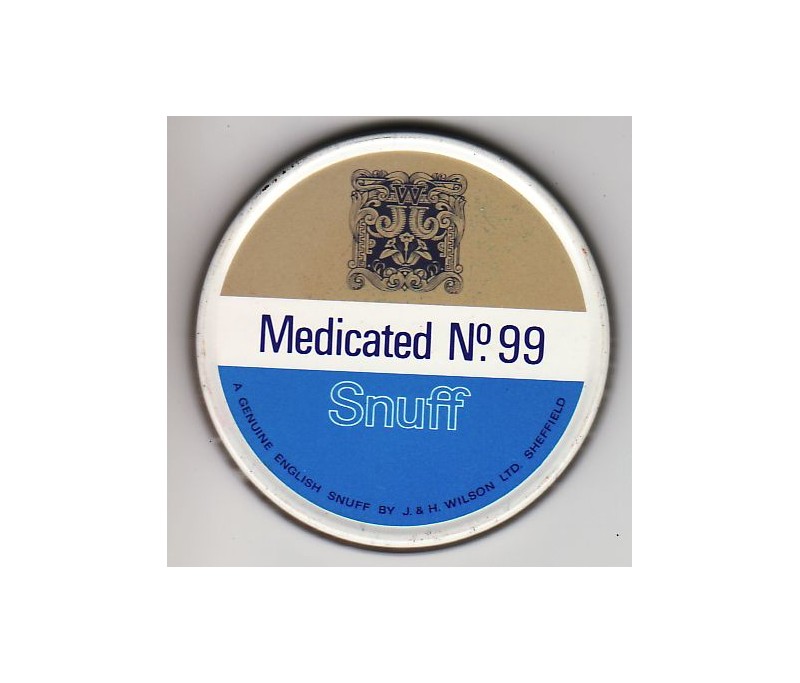 W
Medicated Nº. 99
Snuff
A GENUINE ENGLISH SNUFF BY J. & H. WILSON LTD. SHEFFIELD